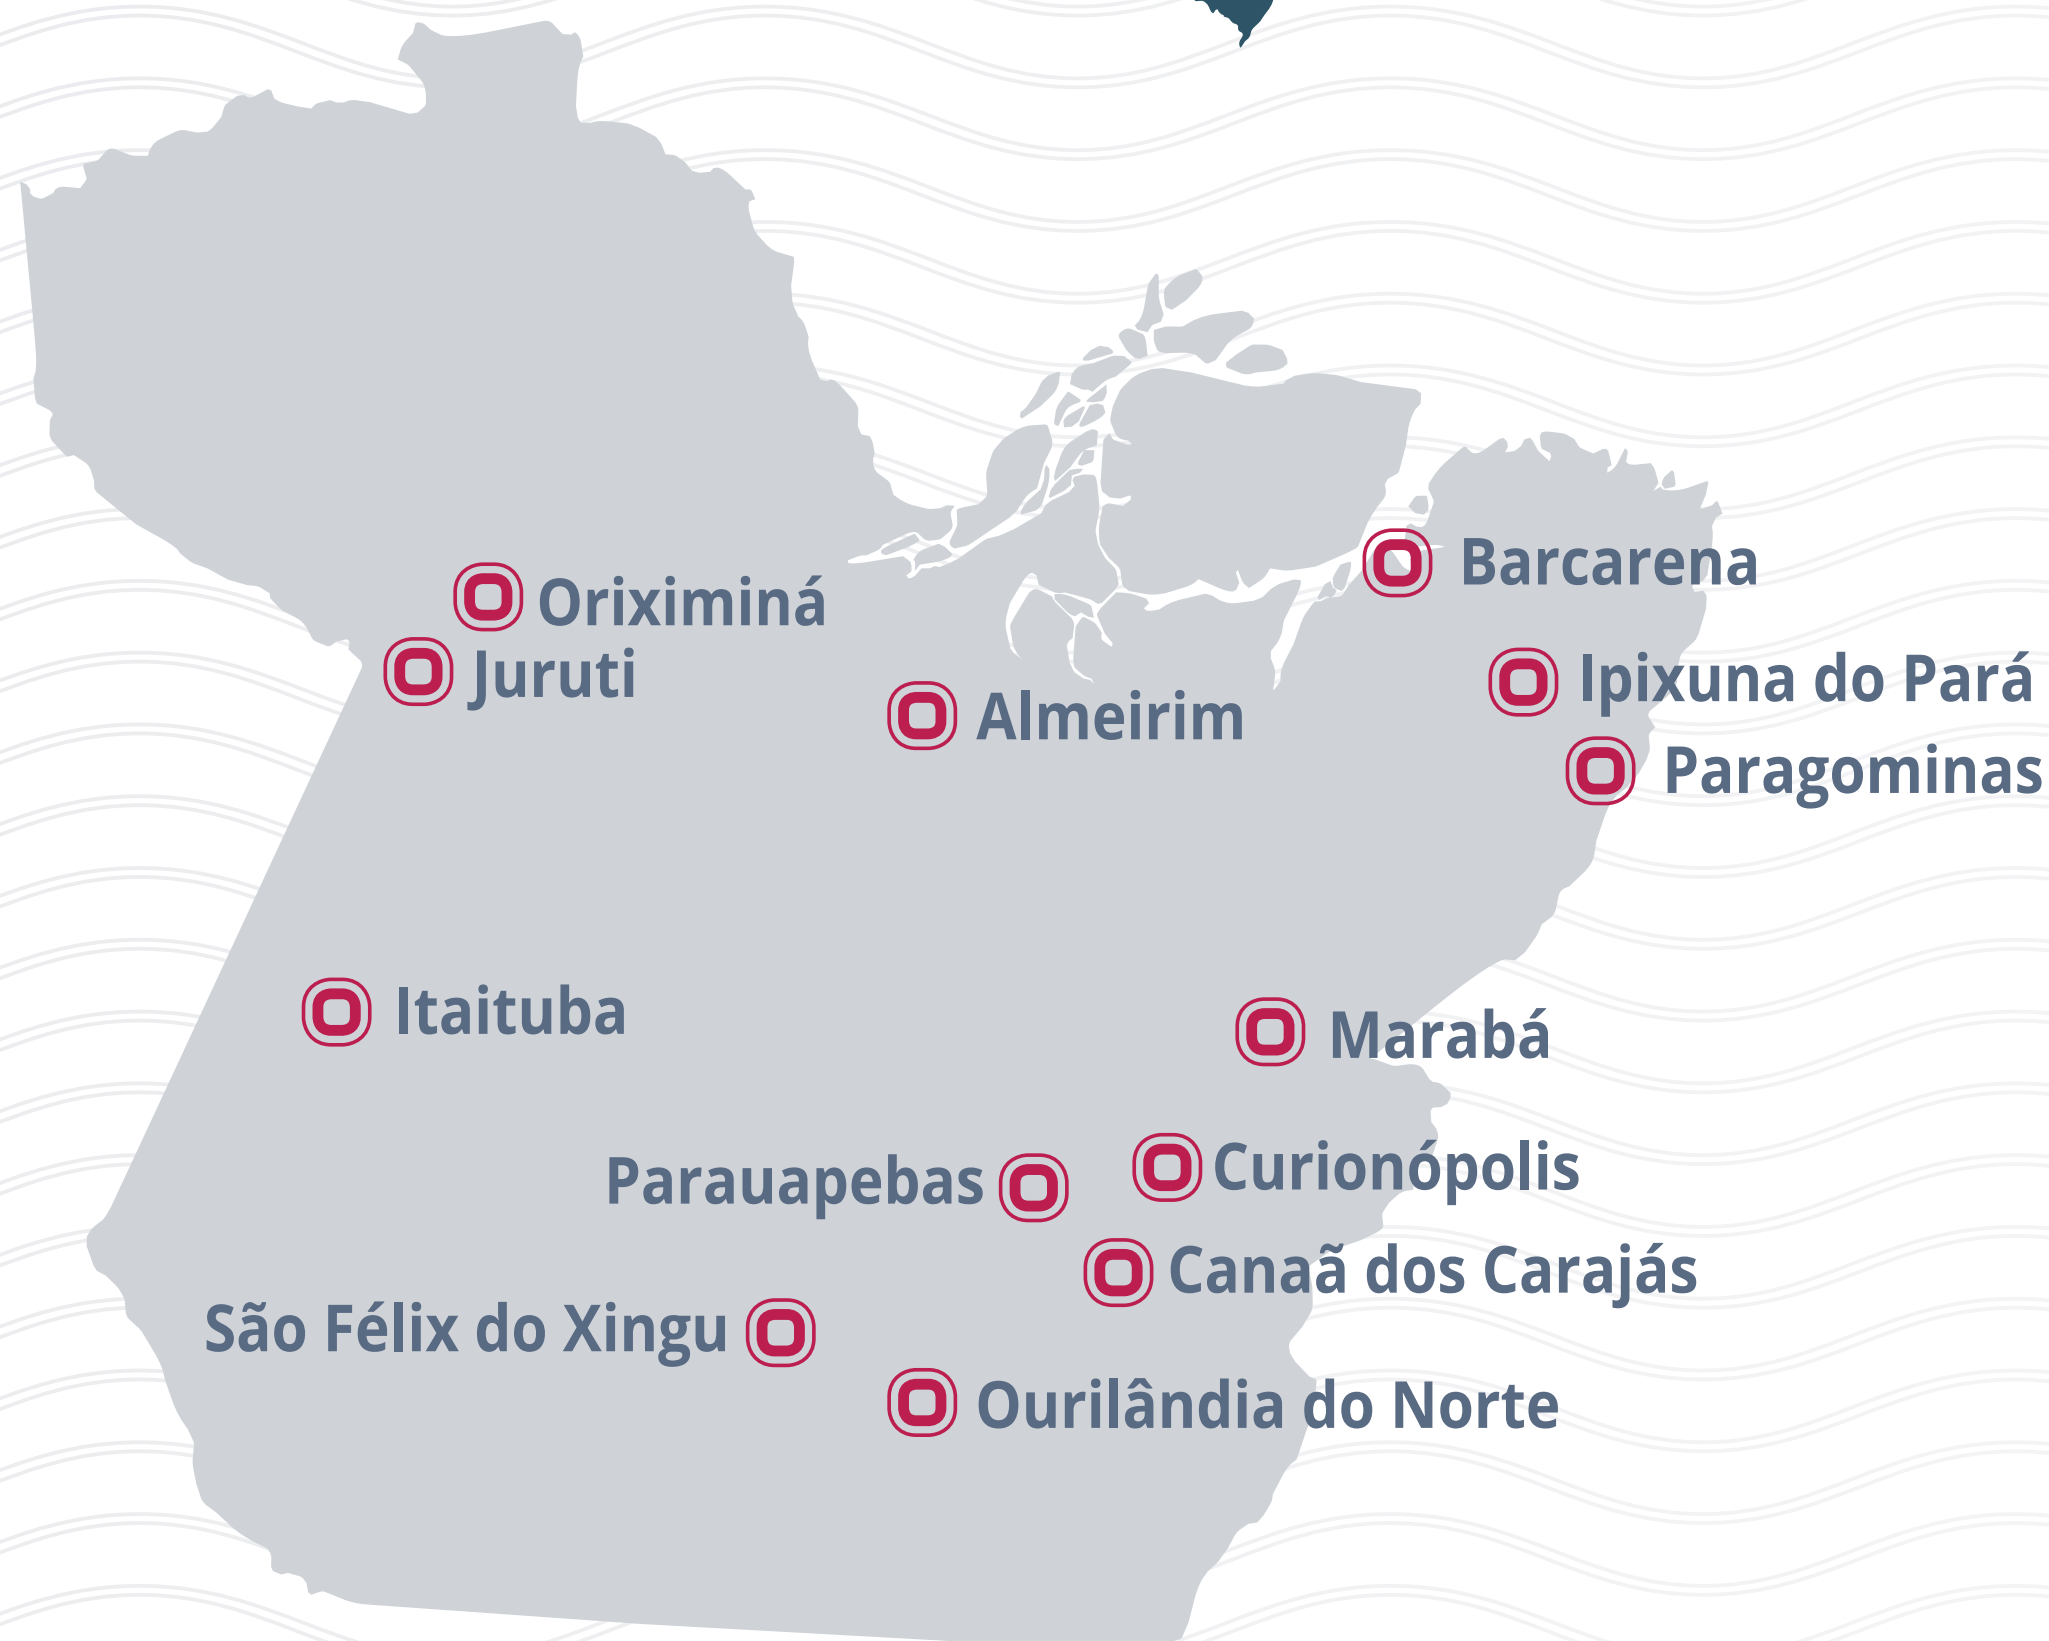 Barcarena
Oriximiná
Juruti
Ipixuna do Pará
Almeirim
Paragominas
Itaituba
Marabá
Curionópolis
Parauapebas
Canaã dos Carajás
São Félix do Xingu
Ourilândia do Norte